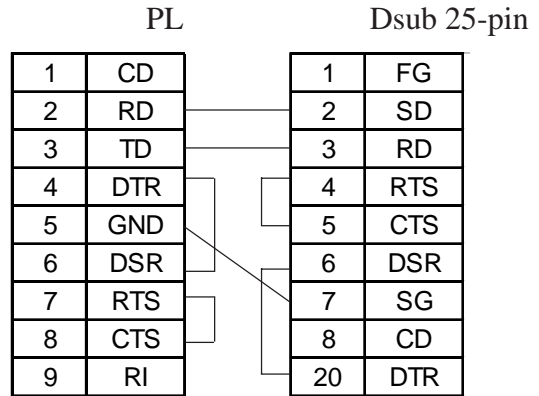 PL Dsub 25-pin
1 CD 1 FG
2 RD 2 SD
3 TD 3 RD
4 DTR 4 RTS
5 GND 5 CTS
6 DSR 6 DSR
7 RTS 7 SG
8 CTS 8 CD
9 RI 20 DTR